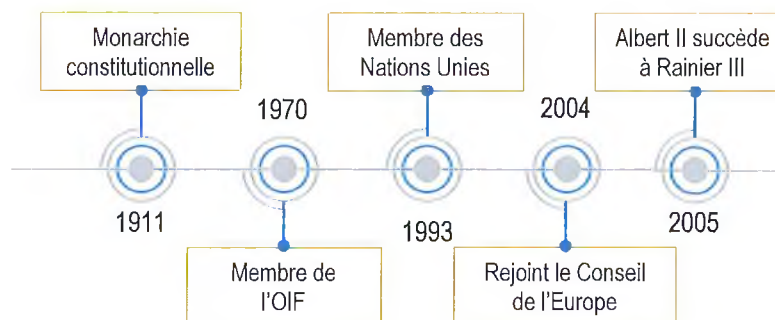 Monarchie
constitutionnelle
1911
1970
Membre de
l'OIF
Membre des
Nations Unies
1993
2004
Rejoint le Conseil
de l'Europe
Albert II succède
à Rainier III
2005